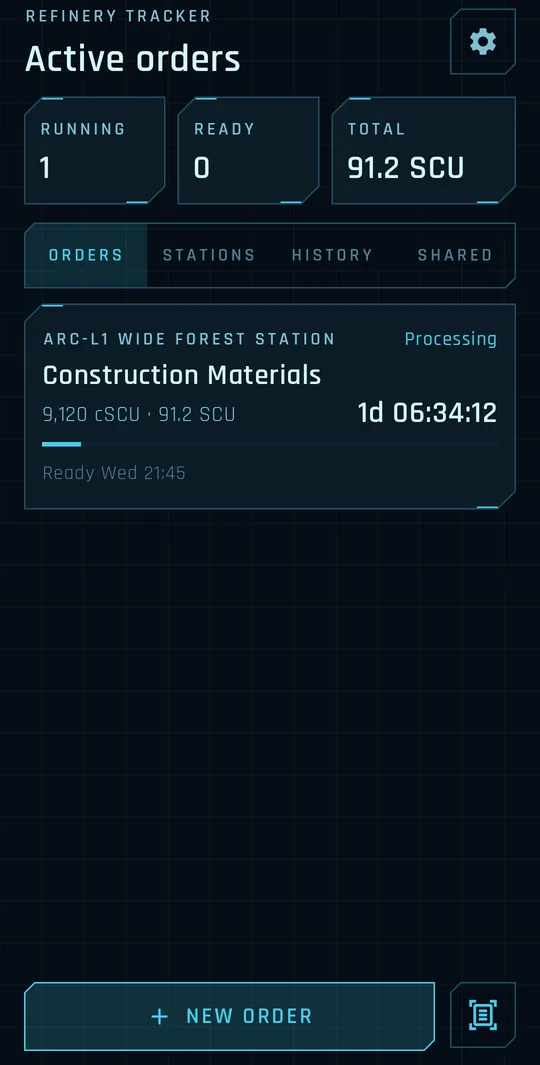 REFINERY TRACKER
Active orders
RUNNING
1
READY
0
TOTAL
91.2 SCU
ORDERS STATIONS HISTORY SHARED
ARC-L1 WIDE FOREST STATION Processing
Construction Materials
9,120 cSCU · 91.2 SCU 1d 06:34:12
Ready Wed 21:45
+ NEW ORDER